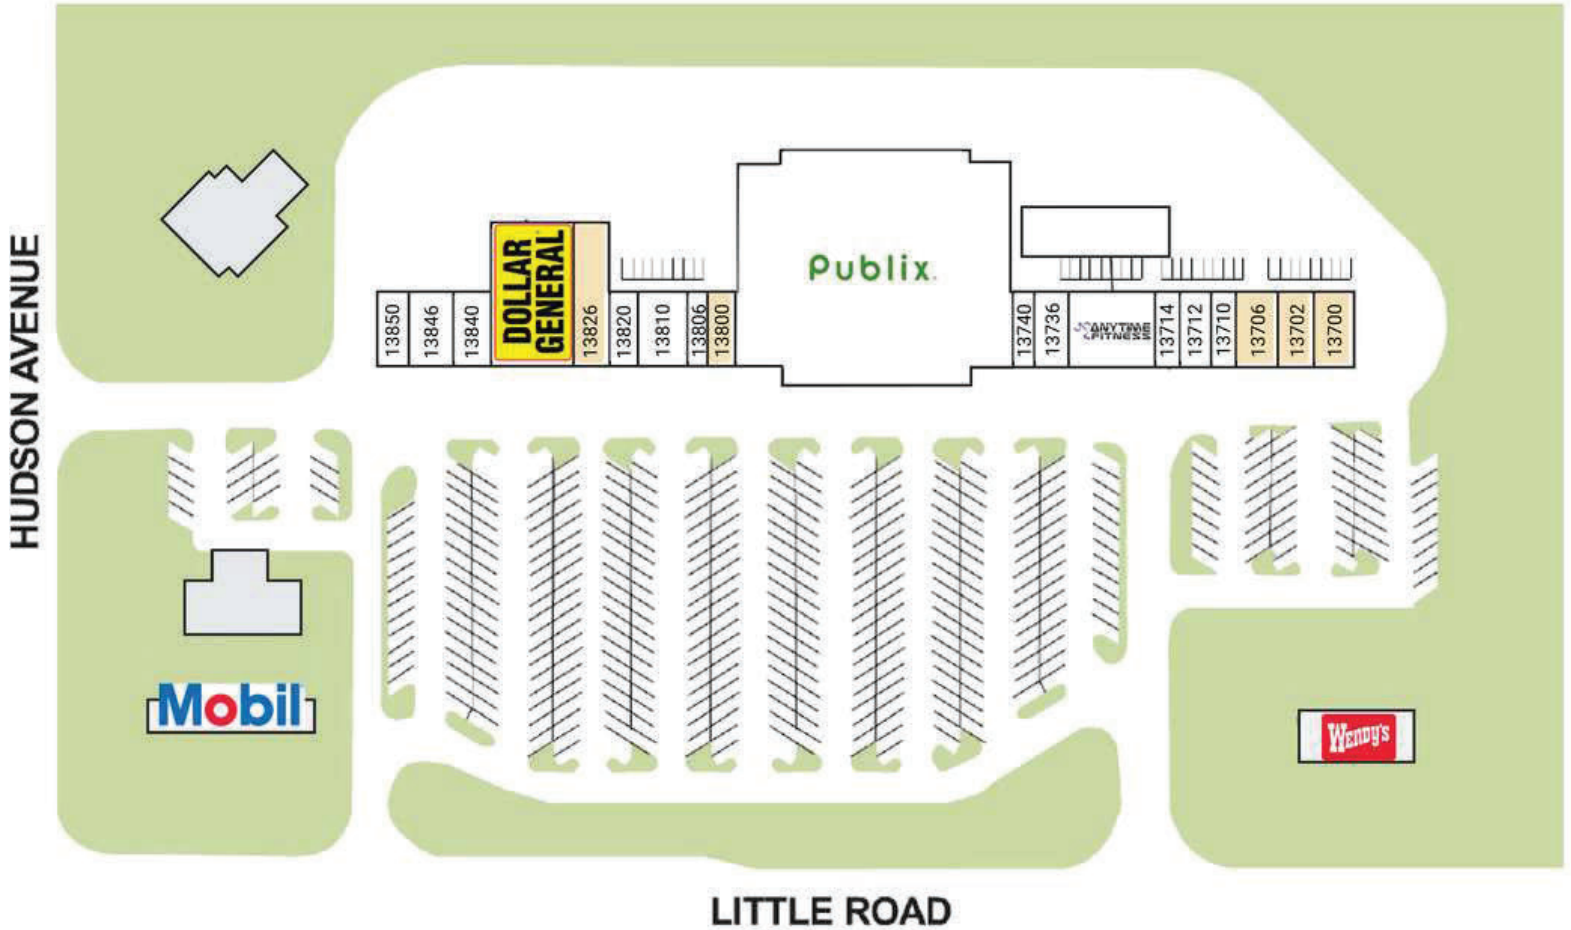 HUDSON AVENUE
13850
13846
13840
DOLLAR
GENERAL
13826
13820
13810
13806
13800
Publix.
13740
13736
ANYTIME
FITNESS
13714
13712
13710
13706
13702
13700
Mobil
WENDY'S
LITTLE ROAD